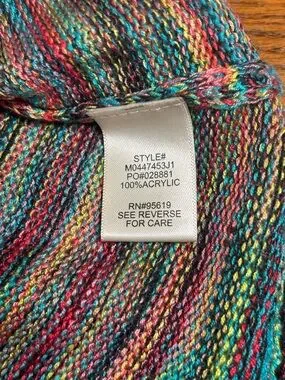 STYLE#
M0447453J1
PO#028881
100%ACRYLIC
RN#95619
SEE REVERSE
FOR CARE